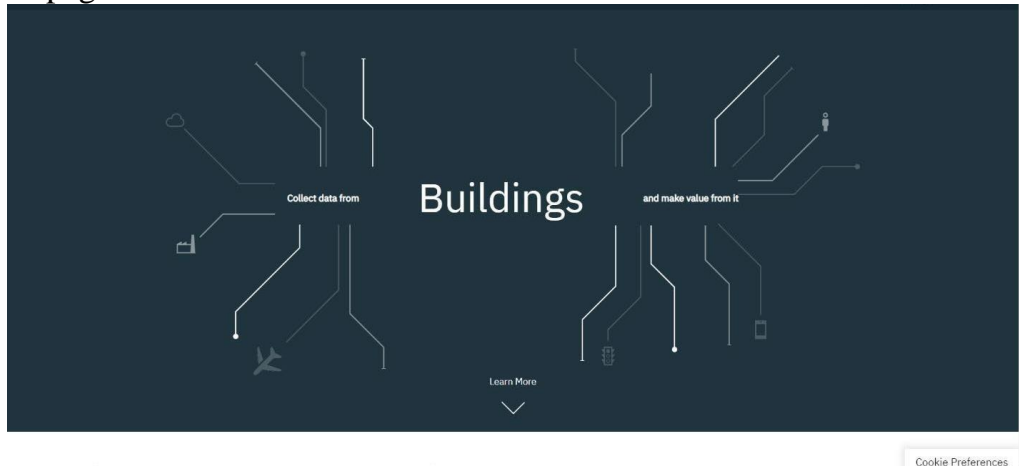 Collect data from Buildings and make value from it
Learn More
Cookie Preferences